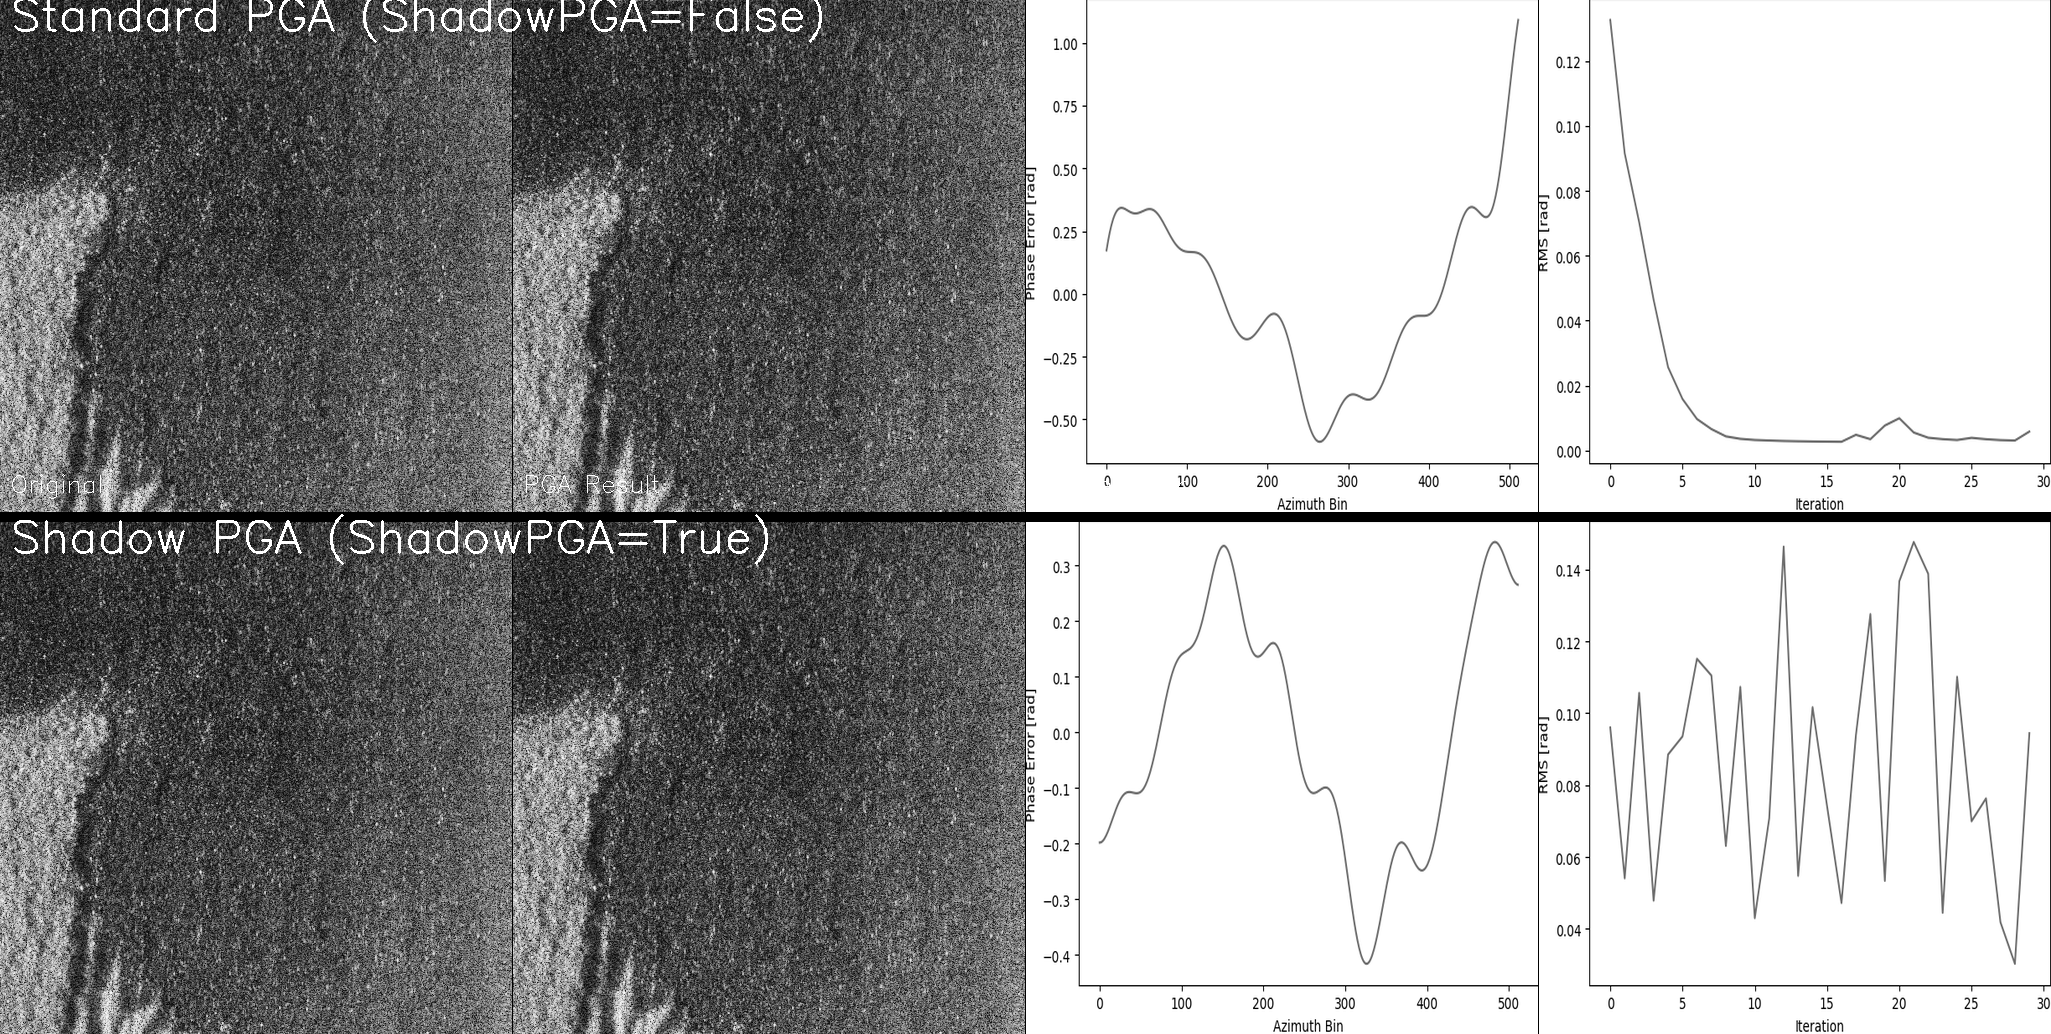 Standard PGA (ShadowPGA=False)
Original
PGA Result
1.00
0.75
0.50
0.25
0.00
−0.25
−0.50
Phase Error [rad]
0 100 200 300 400 500
Azimuth Bin
0.12
0.10
0.08
0.06
0.04
0.02
0.00
RMS [rad]
0 5 10 15 20 25 30
Iteration
Shadow PGA (ShadowPGA=True)
0.3
0.2
0.1
0.0
−0.1
−0.2
−0.3
−0.4
Phase Error [rad]
0 100 200 300 400 500
Azimuth Bin
0.14
0.12
0.10
0.08
0.06
0.04
RMS [rad]
0 5 10 15 20 25 30
Iteration